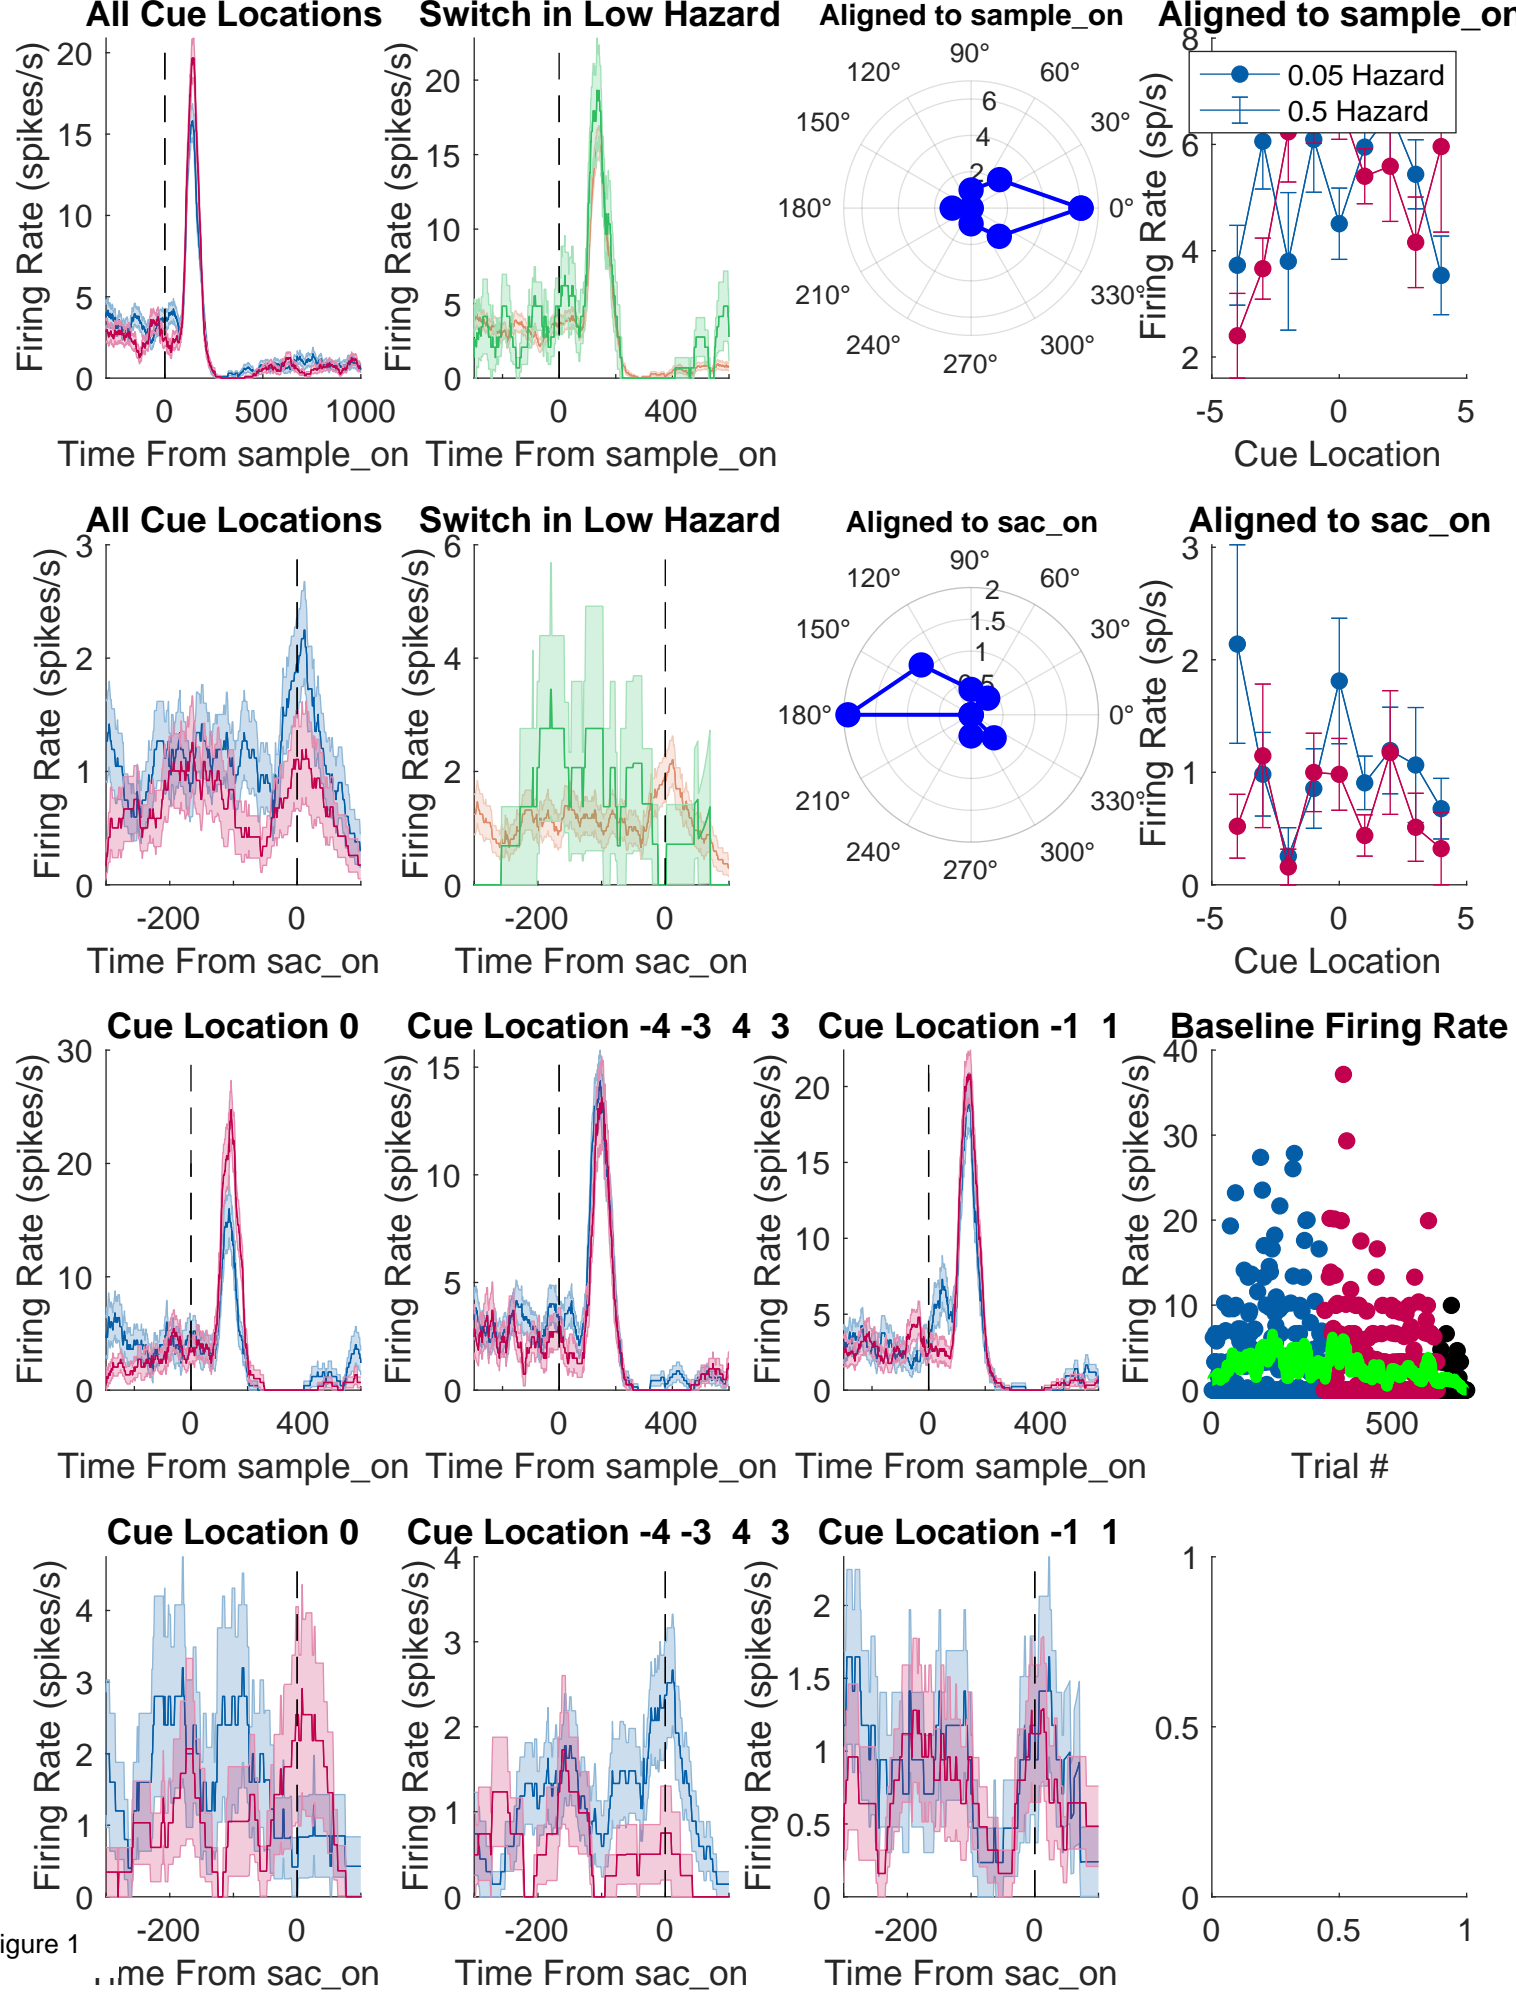 All Cue Locations
Switch in Low Hazard
Aligned to sample_on
Aligned to sample_on
Firing Rate (spikes/s)
20
15
10
5
0
0 500 1000
Time From sample_on
Firing Rate (spikes/s)
20
15
10
5
0
0 400
Time From sample_on
90°
120° 60°
150° 30°
180° 0°
210° 330°
240° 300°
270°
6
4
2
Firing Rate (sp/s)
8
6
4
2
0.05 Hazard
0.5 Hazard
-5 0 5
Cue Location
All Cue Locations
Switch in Low Hazard
Aligned to sac_on
Aligned to sac_on
Firing Rate (spikes/s)
3
2
1
0
-200 0
Time From sac_on
Firing Rate (spikes/s)
6
4
2
0
-200 0
Time From sac_on
90°
120° 60°
150° 30°
180° 0°
210° 330°
240° 300°
270°
2
1.5
1
0.5
Firing Rate (sp/s)
3
2
1
0
-5 0 5
Cue Location
Cue Location 0
Cue Location -4 -3 4 3
Cue Location -1 1
Baseline Firing Rate
Firing Rate (spikes/s)
30
20
10
0
0 400
Time From sample_on
Firing Rate (spikes/s)
15
10
5
0
0 400
Time From sample_on
Firing Rate (spikes/s)
20
15
10
5
0
0 400
Time From sample_on
Firing Rate (spikes/s)
40
30
20
10
0
0 500
Trial #
Cue Location 0
Cue Location -4 -3 4 3
Cue Location -1 1
Firing Rate (spikes/s)
4
3
2
1
0
-200 0
Time From sac_on
Firing Rate (spikes/s)
4
3
2
1
0
-200 0
Time From sac_on
Firing Rate (spikes/s)
2
1.5
1
0.5
0
-200 0
Time From sac_on
1
0.5
0
0 0.5 1
igure 1